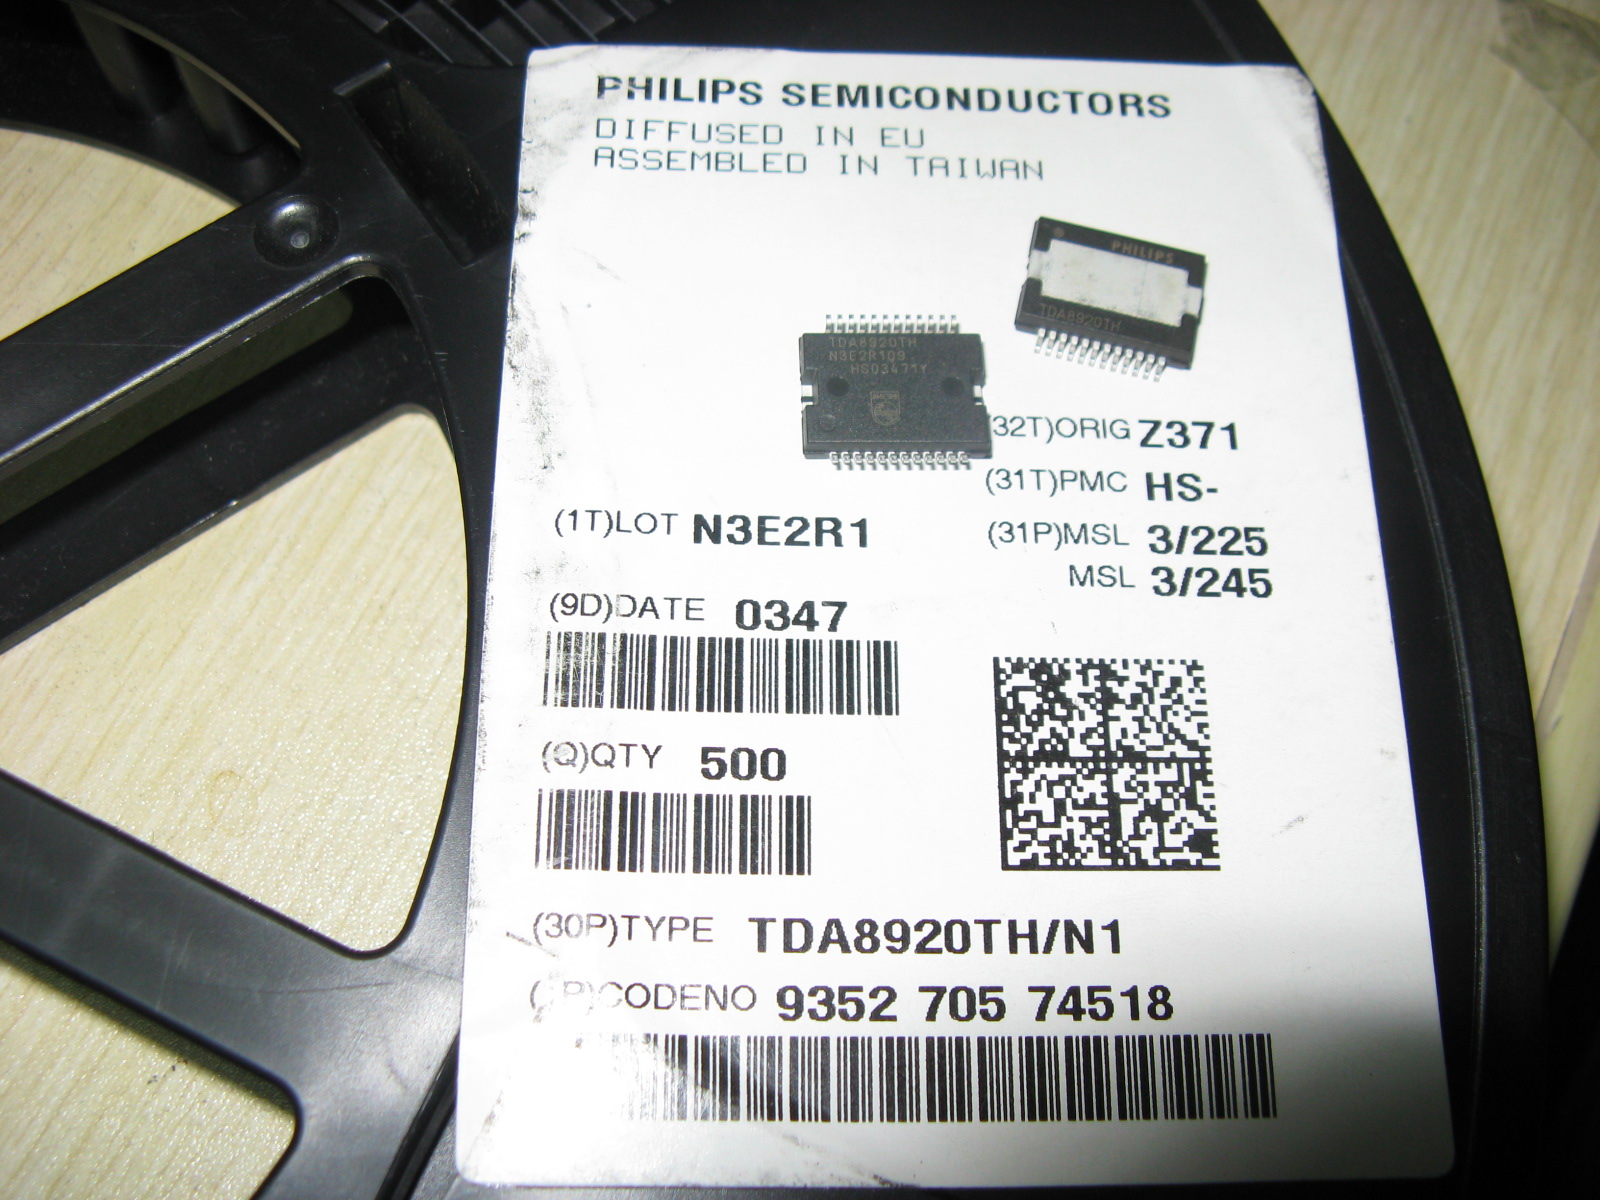 PHILIPS SEMICONDUCTORS
DIFFUSED IN EU
ASSEMBLED IN TAIWAN
PHILIPS
TDA8920TH
TDA8920TH
N3E2R109
HS03471Y
32T)ORIG Z371
(31T)PMC HS-
(1T)LOT N3E2R1
(31P)MSL 3/225
MSL 3/245
(9D)DATE 0347
(Q)QTY 500
(30P)TYPE TDA8920TH/N1
P)CODENO 9352 705 74518